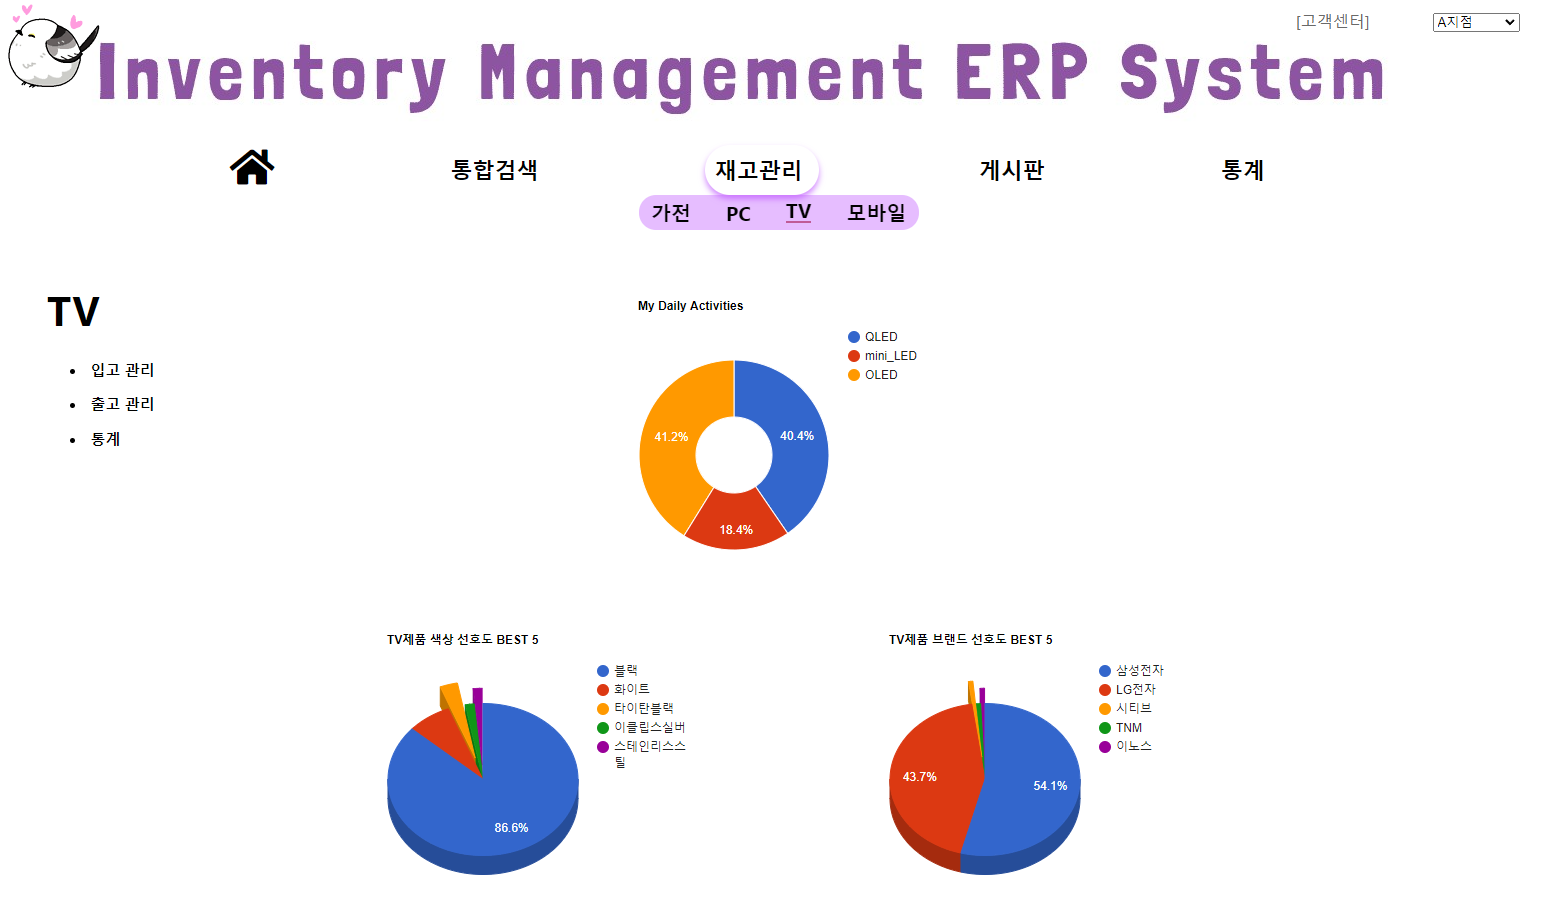 [고객센터]
A지점
Inventory Management ERP System
통합검색 재고관리 게시판 통계
가전 PC TV 모바일
TV
입고 관리
출고 관리
통계
My Daily Activities
QLED
mini_LED
OLED
41.2%
40.4%
18.4%
TV제품 색상 선호도 BEST 5
블랙
화이트
타이탄블랙
이클립스실버
스테인리스스
틸
86.6%
TV제품 브랜드 선호도 BEST 5
삼성전자
LG전자
시티브
TNM
이노스
43.7%
54.1%